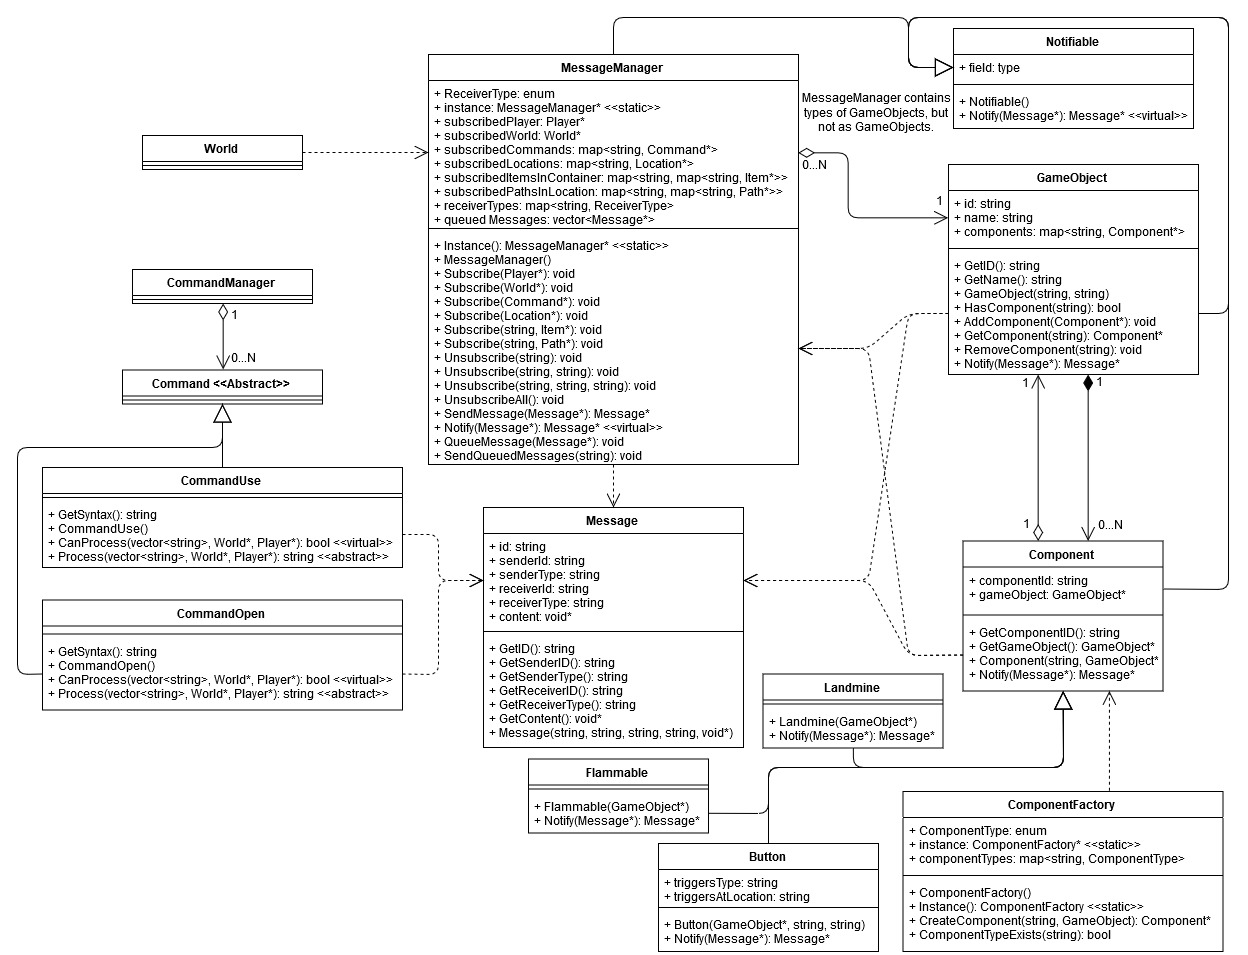 MessageManager
+ ReceiverType: enum
+ instance: MessageManager* <<static>>
+ subscribedPlayer: Player*
+ subscribedWorld: World*
+ subscribedCommands: map<string, Command*>
+ subscribedLocations: map<string, Location*>
+ subscribedItemsInContainer: map<string, map<string, Item*>>
+ subscribedPathsInLocation: map<string, map<string, Path*>>
+ receiverTypes: map<string, ReceiverType>
+ queued Messages: vector<Message*>
+ Instance(): MessageManager* <<static>>
+ MessageManager()
+ Subscribe(Player*): void
+ Subscribe(World*): void
+ Subscribe(Command*): void
+ Subscribe(Location*): void
+ Subscribe(string, Item*): void
+ Subscribe(string, Path*): void
+ Unsubscribe(string): void
+ Unsubscribe(string, string): void
+ Unsubscribe(string, string, string): void
+ UnsubscribeAll(): void
+ SendMessage(Message*): Message*
+ Notify(Message*): Message* <<virtual>>
+ QueueMessage(Message*): void
+ SendQueuedMessages(string): void
Notifiable
+ field: type
+ Notifiable()
+ Notify(Message*): Message* <<virtual>>
MessageManager contains
types of GameObjects, but
not as GameObjects.
0...N
1
World
GameObject
+ id: string
+ name: string
+ components: map<string, Component*>
+ GetID(): string
+ GetName(): string
+ GameObject(string, string)
+ HasComponent(string): bool
+ AddComponent(Component*): void
+ GetComponent(string): Component*
+ RemoveComponent(string): void
+ Notify(Message*): Message*
1
1
1
0...N
CommandManager
1
0...N
Command <<Abstract>>
CommandUse
+ GetSyntax(): string
+ CommandUse()
+ CanProcess(vector<string>, World*, Player*): bool <<virtual>>
+ Process(vector<string>, World*, Player*): string <<abstract>>
CommandOpen
+ GetSyntax(): string
+ CommandOpen()
+ CanProcess(vector<string>, World*, Player*): bool <<virtual>>
+ Process(vector<string>, World*, Player*): string <<abstract>>
Message
+ id: string
+ senderId: string
+ senderType: string
+ receiverId: string
+ receiverType: string
+ content: void*
+ GetID(): string
+ GetSenderID(): string
+ GetSenderType(): string
+ GetReceiverID(): string
+ GetReceiverType(): string
+ GetContent(): void*
+ Message(string, string, string, string, void*)
Component
+ componentId: string
+ gameObject: GameObject*
+ GetComponentID(): string
+ GetGameObject(): GameObject*
+ Component(string, GameObject*
+ Notify(Message*): Message*
Landmine
+ Landmine(GameObject*)
+ Notify(Message*): Message*
Flammable
+ Flammable(GameObject*)
+ Notify(Message*): Message*
Button
+ triggersType: string
+ triggersAtLocation: string
+ Button(GameObject*, string, string)
+ Notify(Message*): Message*
ComponentFactory
+ ComponentType: enum
+ instance: ComponentFactory* <<static>>
+ componentTypes: map<string, ComponentType>
+ ComponentFactory()
+ Instance(): ComponentFactory <<static>>
+ CreateComponent(string, GameObject): Component*
+ ComponentTypeExists(string): bool